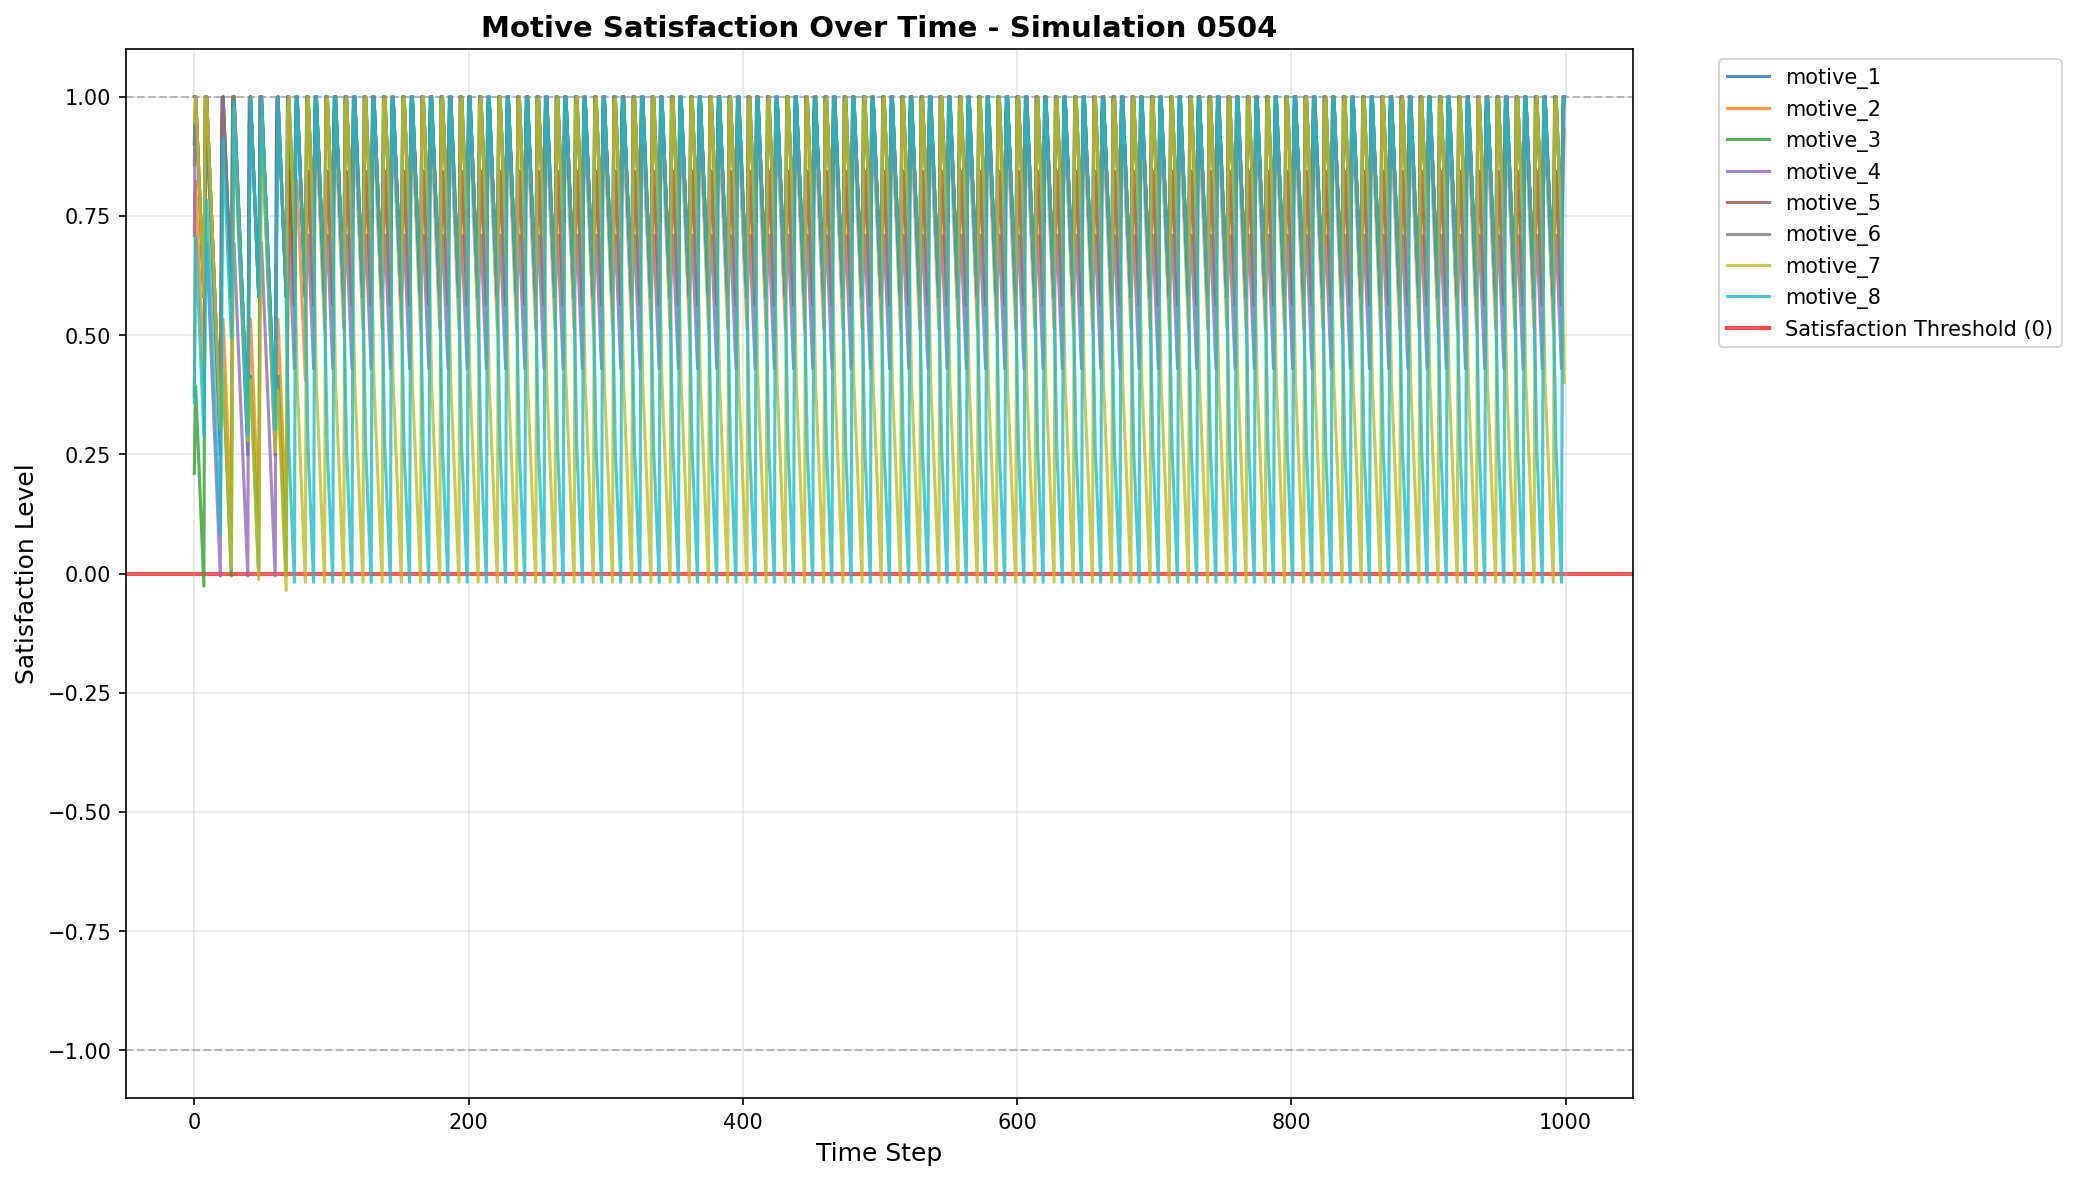 Motive Satisfaction Over Time - Simulation 0504
1.00
0.75
0.50
0.25
0.00
−0.25
−0.50
−0.75
−1.00
Satisfaction Level
0
200
400
600
800
1000
Time Step
motive_1
motive_2
motive_3
motive_4
motive_5
motive_6
motive_7
motive_8
Satisfaction Threshold (0)